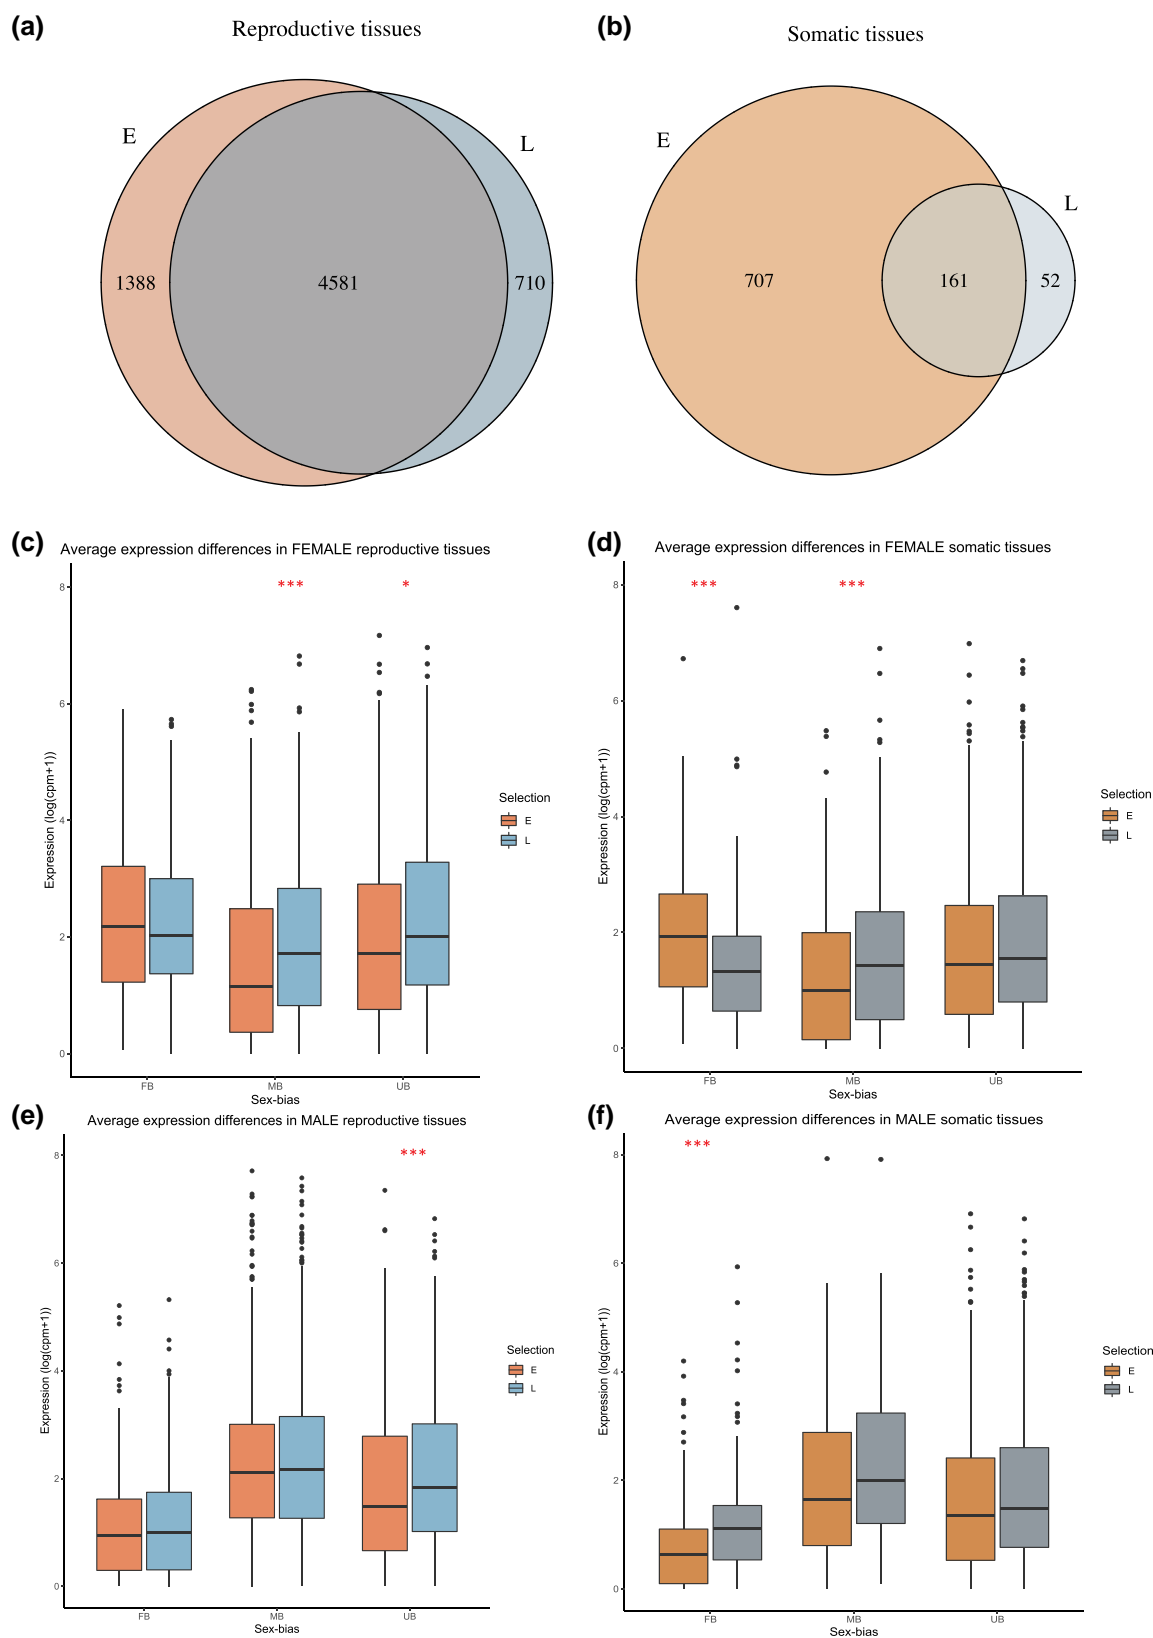 (a)
Reproductive tissues
E
L
1388
4581
710
(b)
Somatic tissues
E
L
707
161
52
(c)
Average expression differences in FEMALE reproductive tissues
***
*
8
6
4
2
0
Expression (log(cpm+1))
FB
MB
UB
Sex-bias
Selection
E
L
(d)
Average expression differences in FEMALE somatic tissues
***
***
8
6
4
2
0
Expression (log(cpm+1))
FB
MB
UB
Sex-bias
Selection
E
L
(e)
Average expression differences in MALE reproductive tissues
***
8
6
4
2
0
Expression (log(cpm+1))
FB
MB
UB
Sex-bias
Selection
E
L
(f)
Average expression differences in MALE somatic tissues
***
8
6
4
2
0
Expression (log(cpm+1))
FB
MB
UB
Sex-bias
Selection
E
L